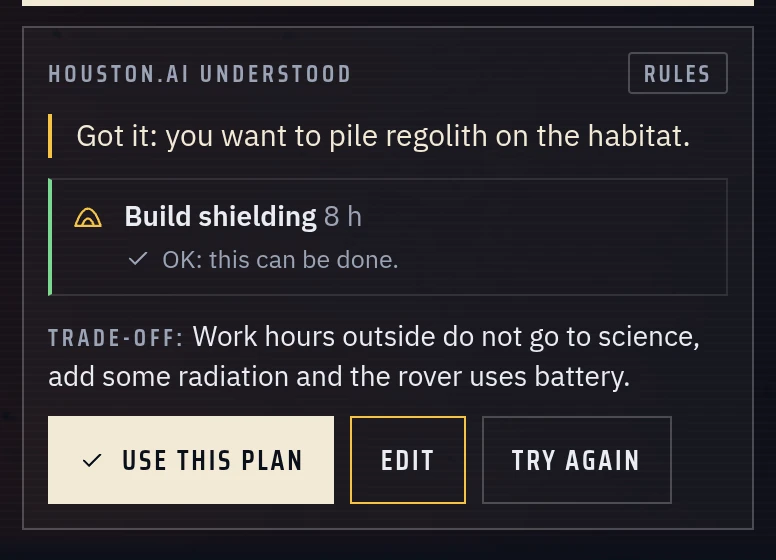 HOUSTON.AI UNDERSTOOD
RULES
Got it: you want to pile regolith on the habitat.
Build shielding 8 h
OK: this can be done.
TRADE-OFF: Work hours outside do not go to science,
add some radiation and the rover uses battery.
USE THIS PLAN
EDIT
TRY AGAIN